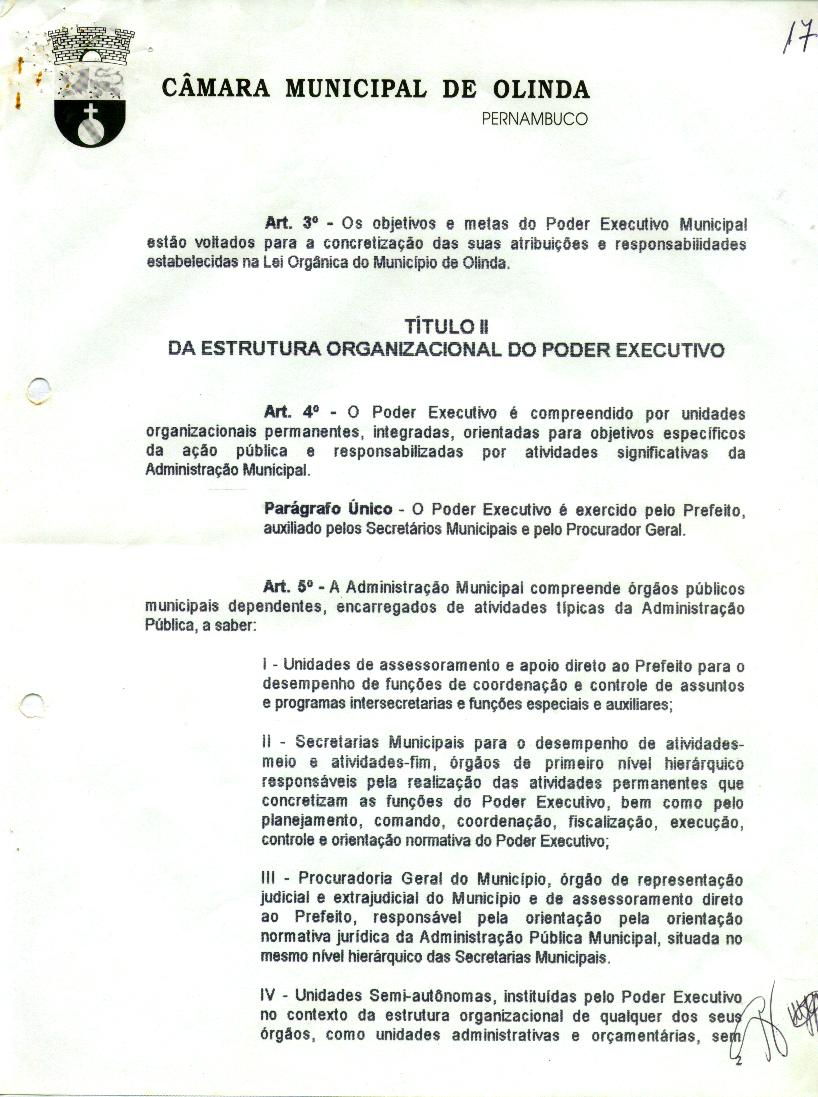 17
CÂMARA MUNICIPAL DE OLINDA
PERNAMBUCO
Art. 3º - Os objetivos e metas do Poder Executivo Municipal
estão voltados para a concretização das suas atribuições e responsabilidades
estabelecidas na Lei Orgânica do Município de Olinda.
TÍTULO II
DA ESTRUTURA ORGANIZACIONAL DO PODER EXECUTIVO
Art. 4º - O Poder Executivo é compreendido por unidades
organizacionais permanentes, integradas, orientadas para objetivos específicos
da ação pública e responsabilizadas por atividades significativas da
Administração Municipal.
Parágrafo Único - O Poder Executivo é exercido pelo Prefeito,
auxiliado pelos Secretários Municipais e pelo Procurador Geral.
Art. 5º - A Administração Municipal compreende órgãos públicos
municipais dependentes, encarregados de atividades típicas da Administração
Pública, a saber:
I - Unidades de assessoramento e apoio direto ao Prefeito para o
desempenho de funções de coordenação e controle de assuntos
e programas intersecretarias e funções especiais e auxiliares;
II - Secretarias Municipais para o desempenho de atividades-
meio e atividades-fim, órgãos de primeiro nível hierárquico
responsáveis pela realização das atividades permanentes que
concretizam as funções do Poder Executivo, bem como pelo
planejamento, comando, coordenação, fiscalização, execução,
controle e orientação normativa do Poder Executivo;
III - Procuradoria Geral do Município, órgão de representação
judicial e extrajudicial do Município e de assessoramento direto
ao Prefeito, responsável pela orientação pela orientação
normativa jurídica da Administração Pública Municipal, situada no
mesmo nível hierárquico das Secretarias Municipais.
IV - Unidades Semi-autônomas, instituídas pelo Poder Executivo
no contexto da estrutura organizacional de qualquer dos seus
órgãos, como unidades administrativas e orçamentárias, sem
2